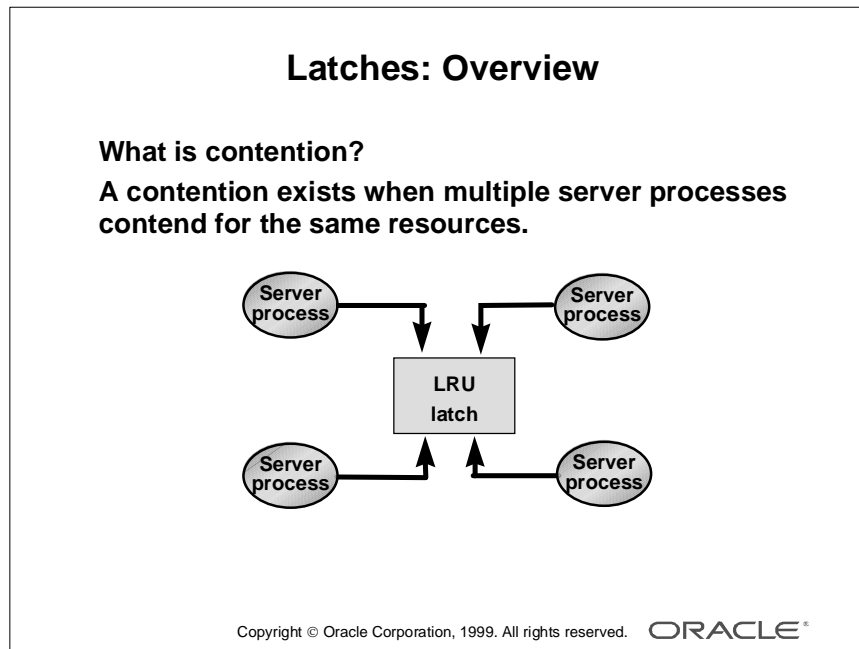 Latches: Overview
What is contention?
A contention exists when multiple server processes
contend for the same resources.
Server
process
Server
process
LRU
latch
Server
process
Server
process
Copyright © Oracle Corporation, 1999. All rights reserved. ORACLE®